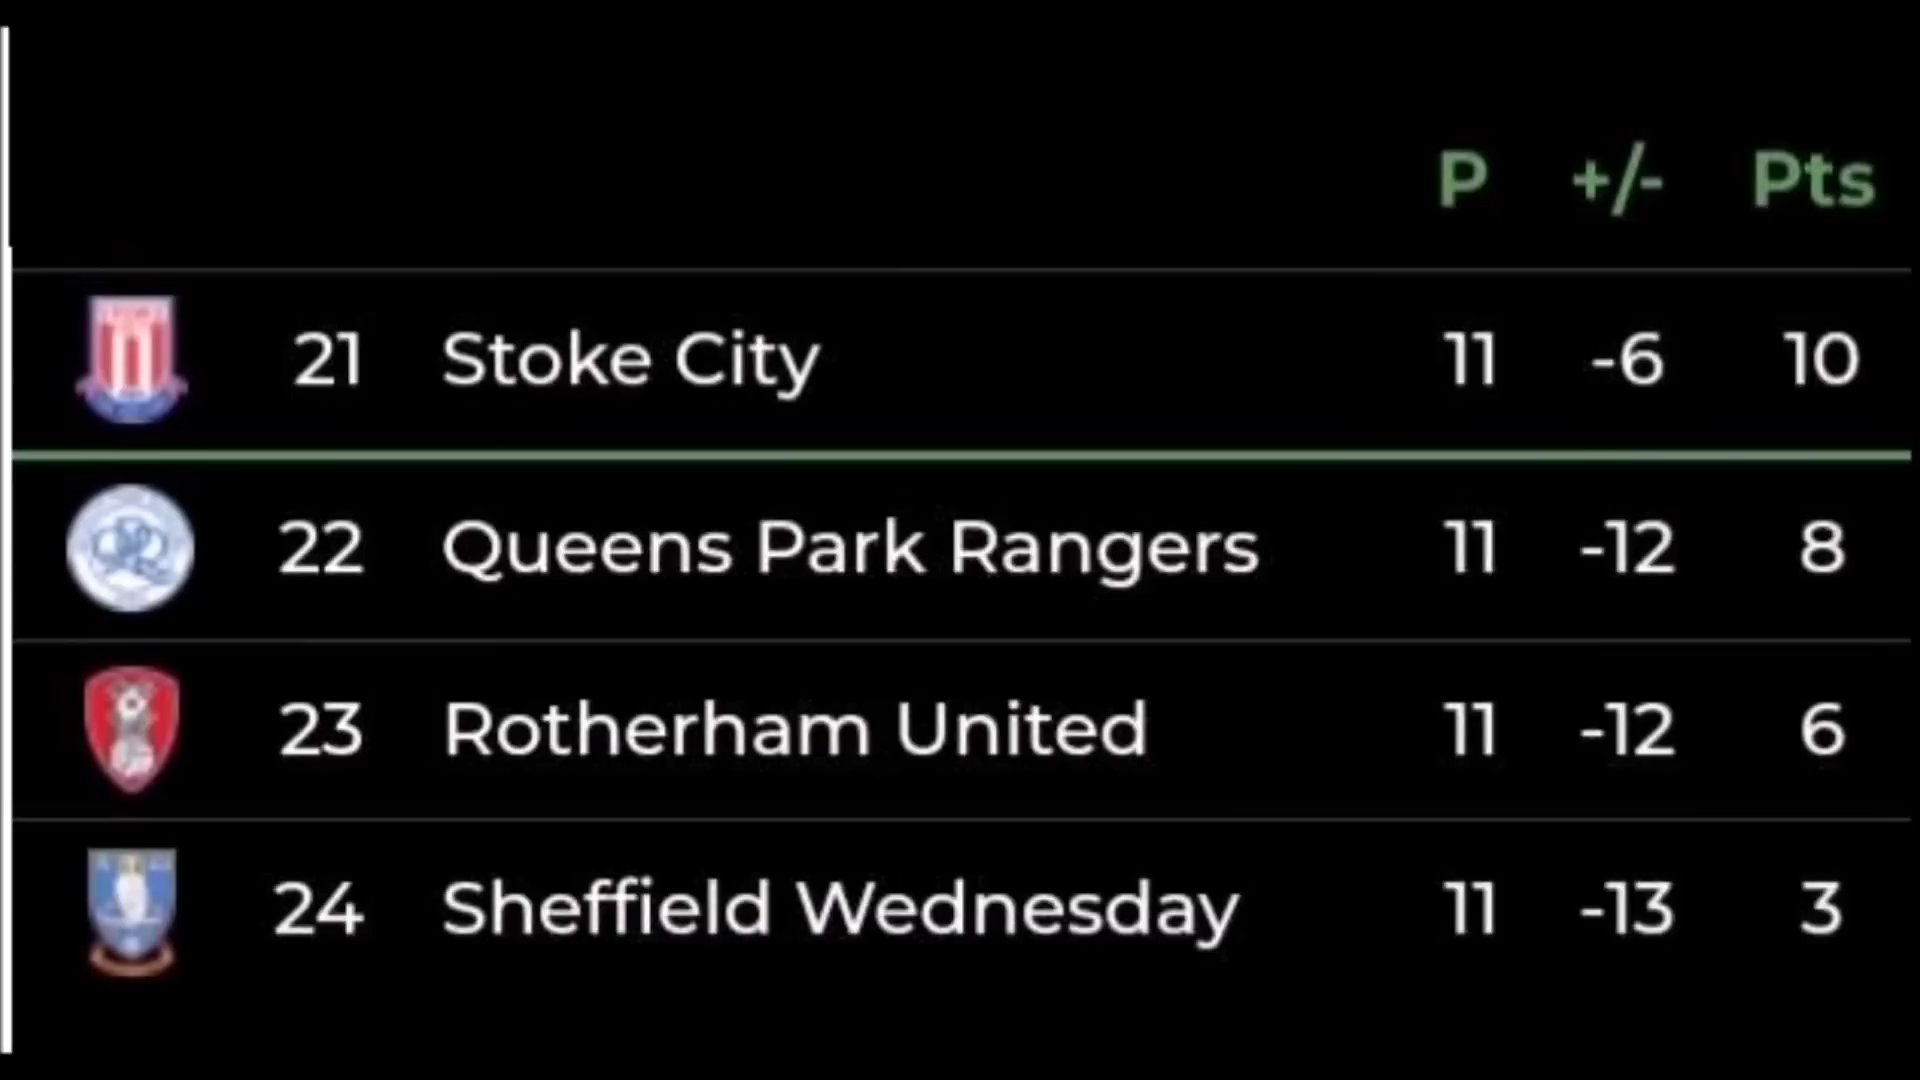 P +/- Pts
21 Stoke City 11 -6 10
22 Queens Park Rangers 11 -12 8
23 Rotherham United 11 -12 6
24 Sheffield Wednesday 11 -13 3